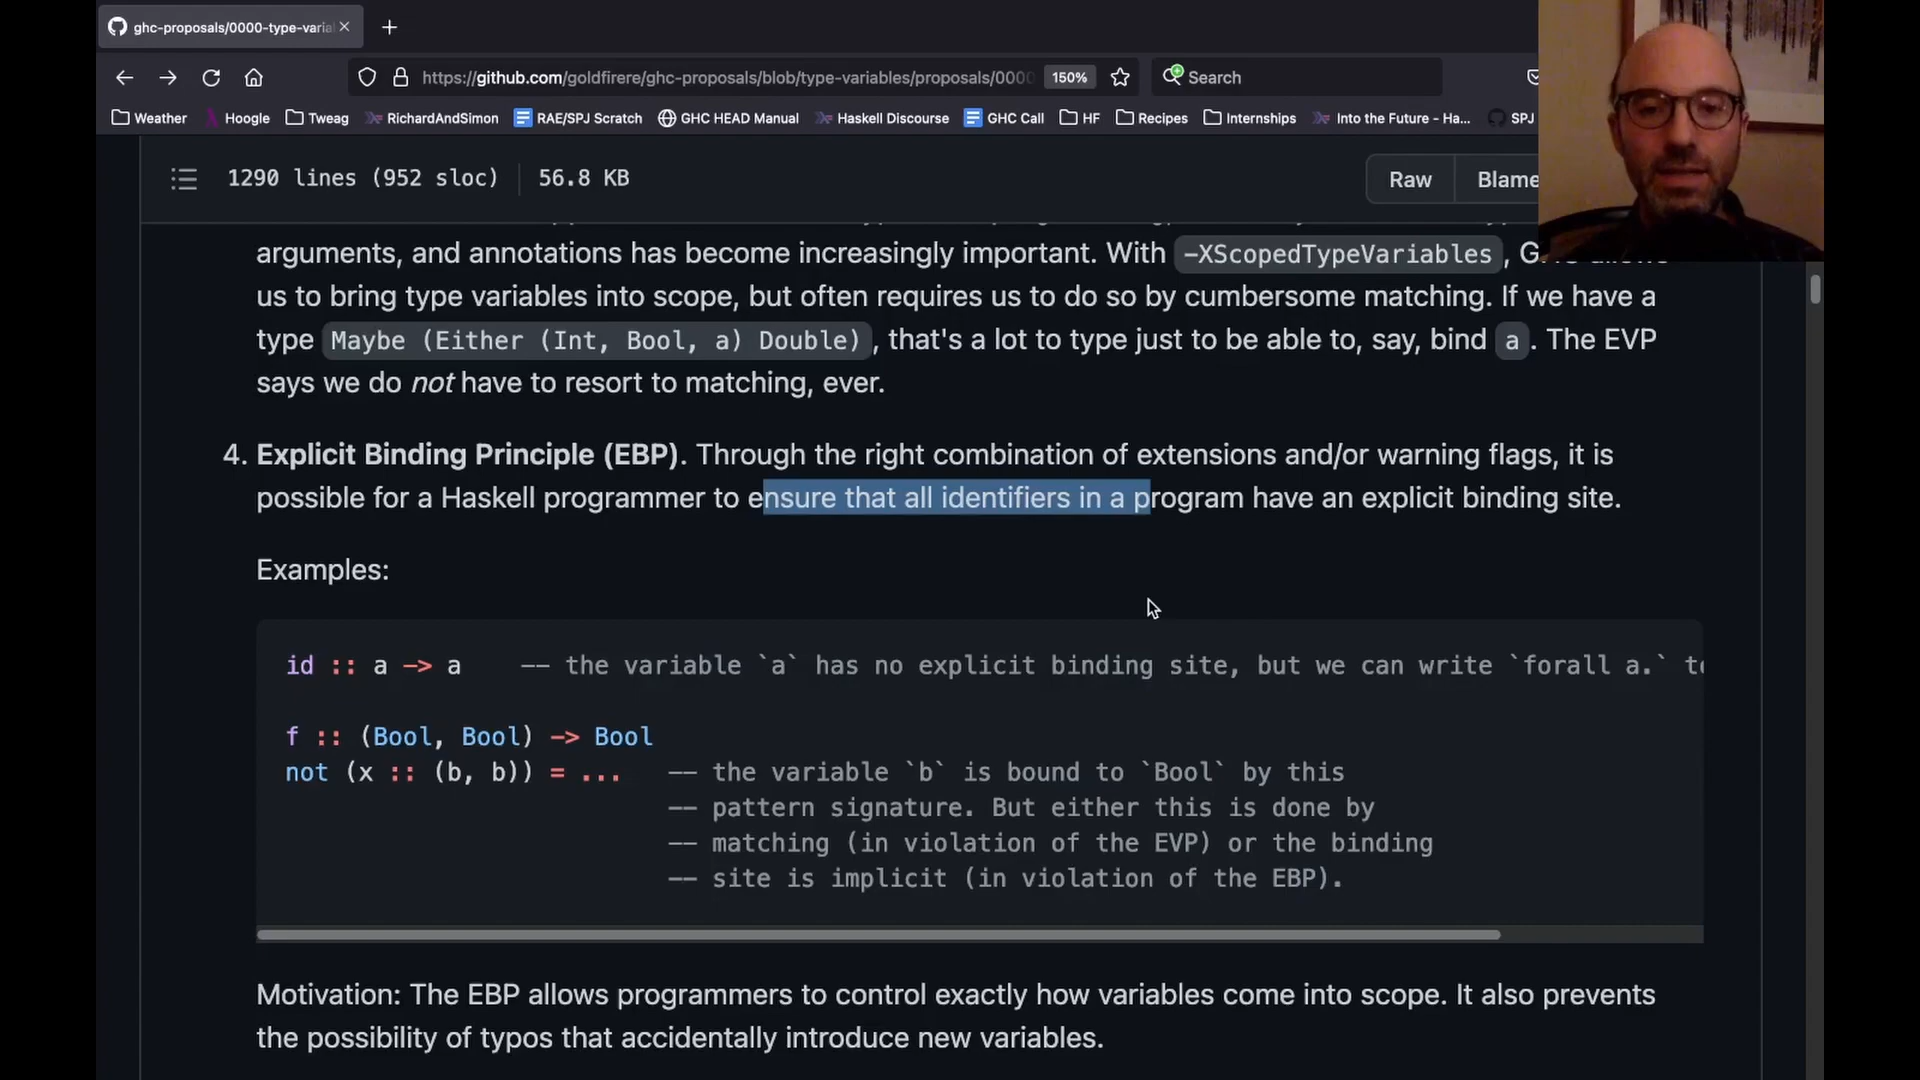 ghc-proposals/0000-type-varia
https://github.com/goldfirere/ghc-proposals/blob/type-variables/proposals/0000
150%
Search
Weather Hoogle Tweag RichardAndSimon RAE/SPJ Scratch GHC HEAD Manual Haskell Discourse GHC Call HF Recipes Internships Into the Future - Ha... SPJ
1290 lines (952 sloc) 56.8 KB
Raw Blame
arguments, and annotations has become increasingly important. With -XScopedTypeVariables ,
us to bring type variables into scope, but often requires us to do so by cumbersome matching. If we have a
type Maybe (Either (Int, Bool, a) Double) , that's a lot to type just to be able to, say, bind a . The EVP
says we do not have to resort to matching, ever.
4. Explicit Binding Principle (EBP). Through the right combination of extensions and/or warning flags, it is
possible for a Haskell programmer to ensure that all identifiers in a program have an explicit binding site.
Examples:
id :: a -> a -- the variable `a` has no explicit binding site, but we can write `forall a.`
f :: (Bool, Bool) -> Bool
not (x :: (b, b)) = ... -- the variable `b` is bound to `Bool` by this
-- pattern signature. But either this is done by
-- matching (in violation of the EVP) or the binding
-- site is implicit (in violation of the EBP).
Motivation: The EBP allows programmers to control exactly how variables come into scope. It also prevents
the possibility of typos that accidentally introduce new variables.